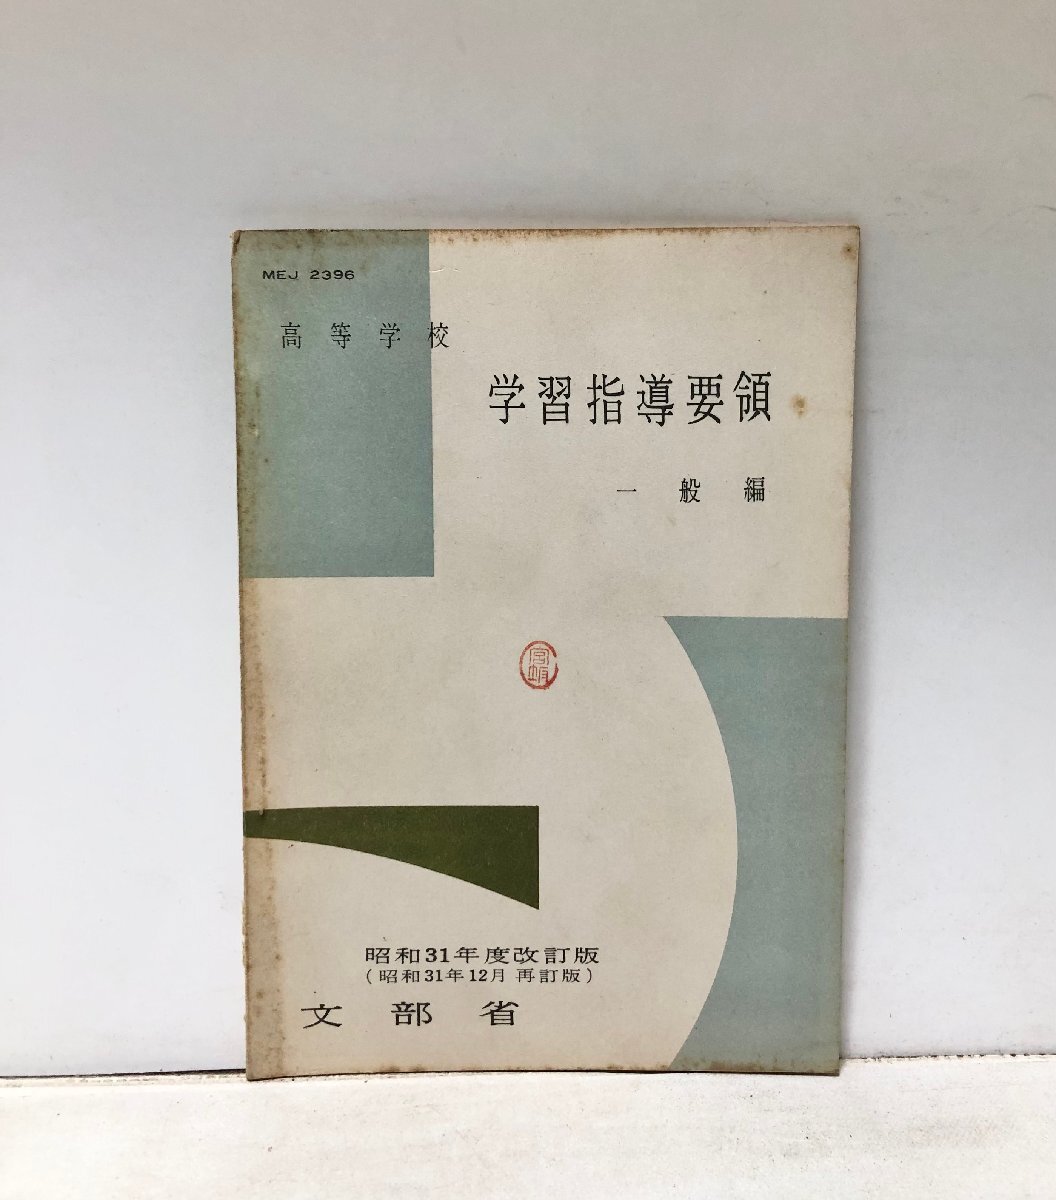 MEJ 2396
高等学校
学習指導要領
一般編
昭和31年度改訂版
(昭和31年12月 再訂版)
文部省